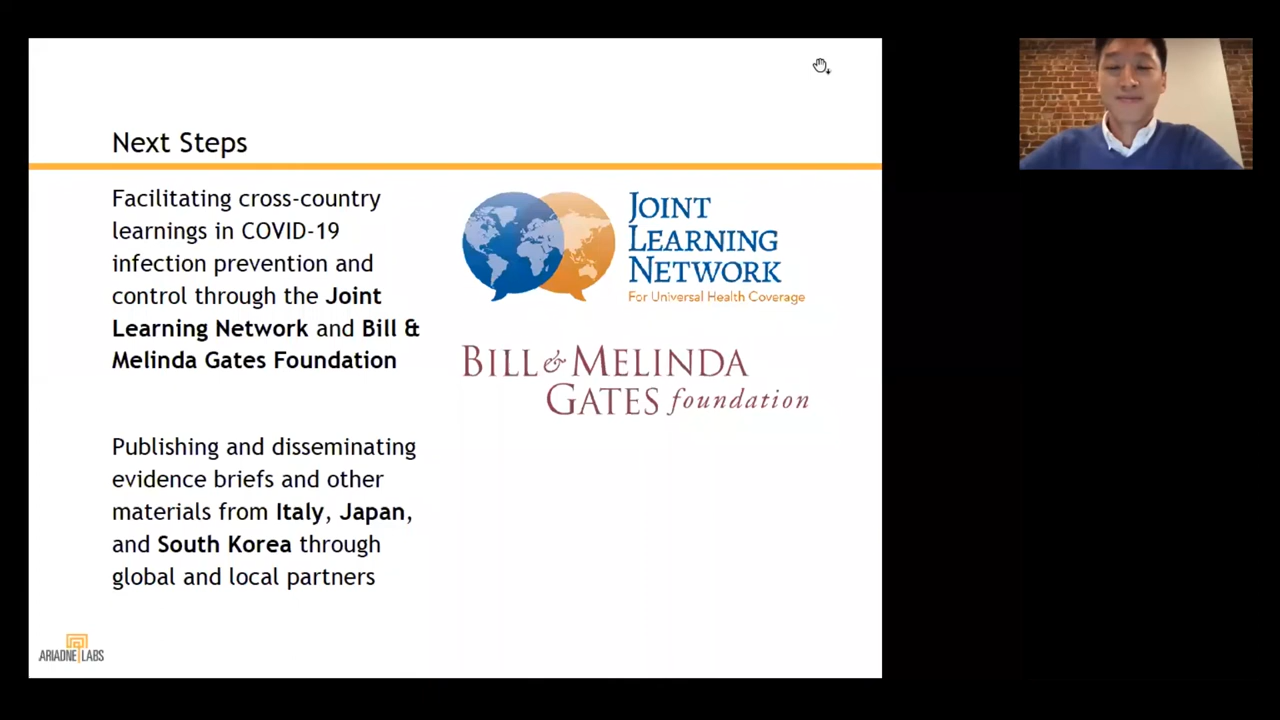 Next Steps
Facilitating cross-country
learnings in COVID-19
infection prevention and
control through the Joint
Learning Network and Bill &
Melinda Gates Foundation
Publishing and disseminating
evidence briefs and other
materials from Italy, Japan,
and South Korea through
global and local partners
JOINT
LEARNING
NETWORK
For Universal Health Coverage
BILL & MELINDA
GATES foundation
ARIADNE LABS